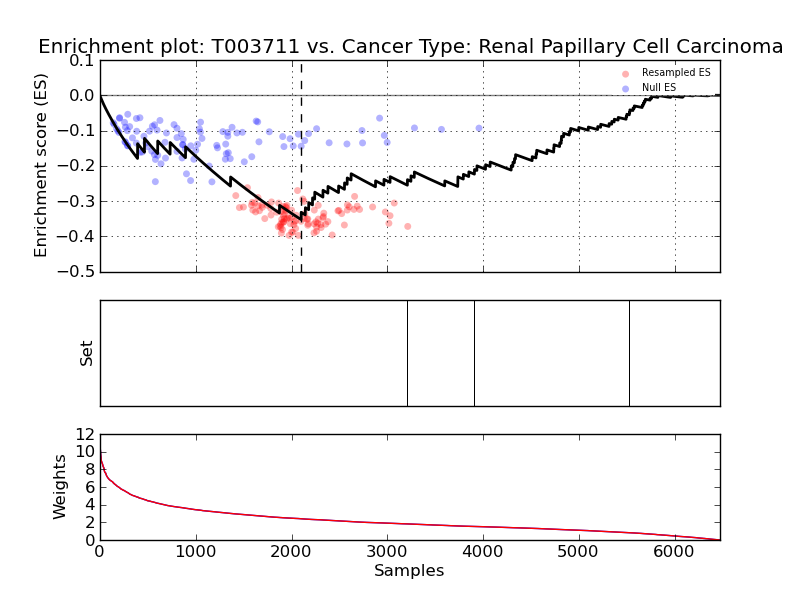 Enrichment plot: T003711 vs. Cancer Type: Renal Papillary Cell Carcinoma
Enrichment score (ES)
0.1
0.0
−0.1
−0.2
−0.3
−0.4
−0.5
Resampled ES
Null ES
Set
Weights
12
10
8
6
4
2
0
0 1000 2000 3000 4000 5000 6000
Samples